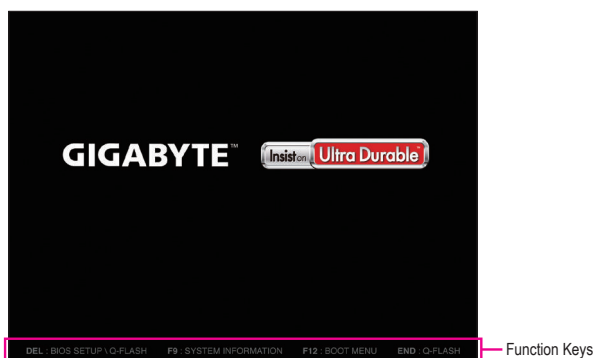 GIGABYTE™
Insist on Ultra Durable™
DEL : BIOS SETUP \ Q-FLASH F9 : SYSTEM INFORMATION F12 : BOOT MENU END : Q-FLASH
Function Keys